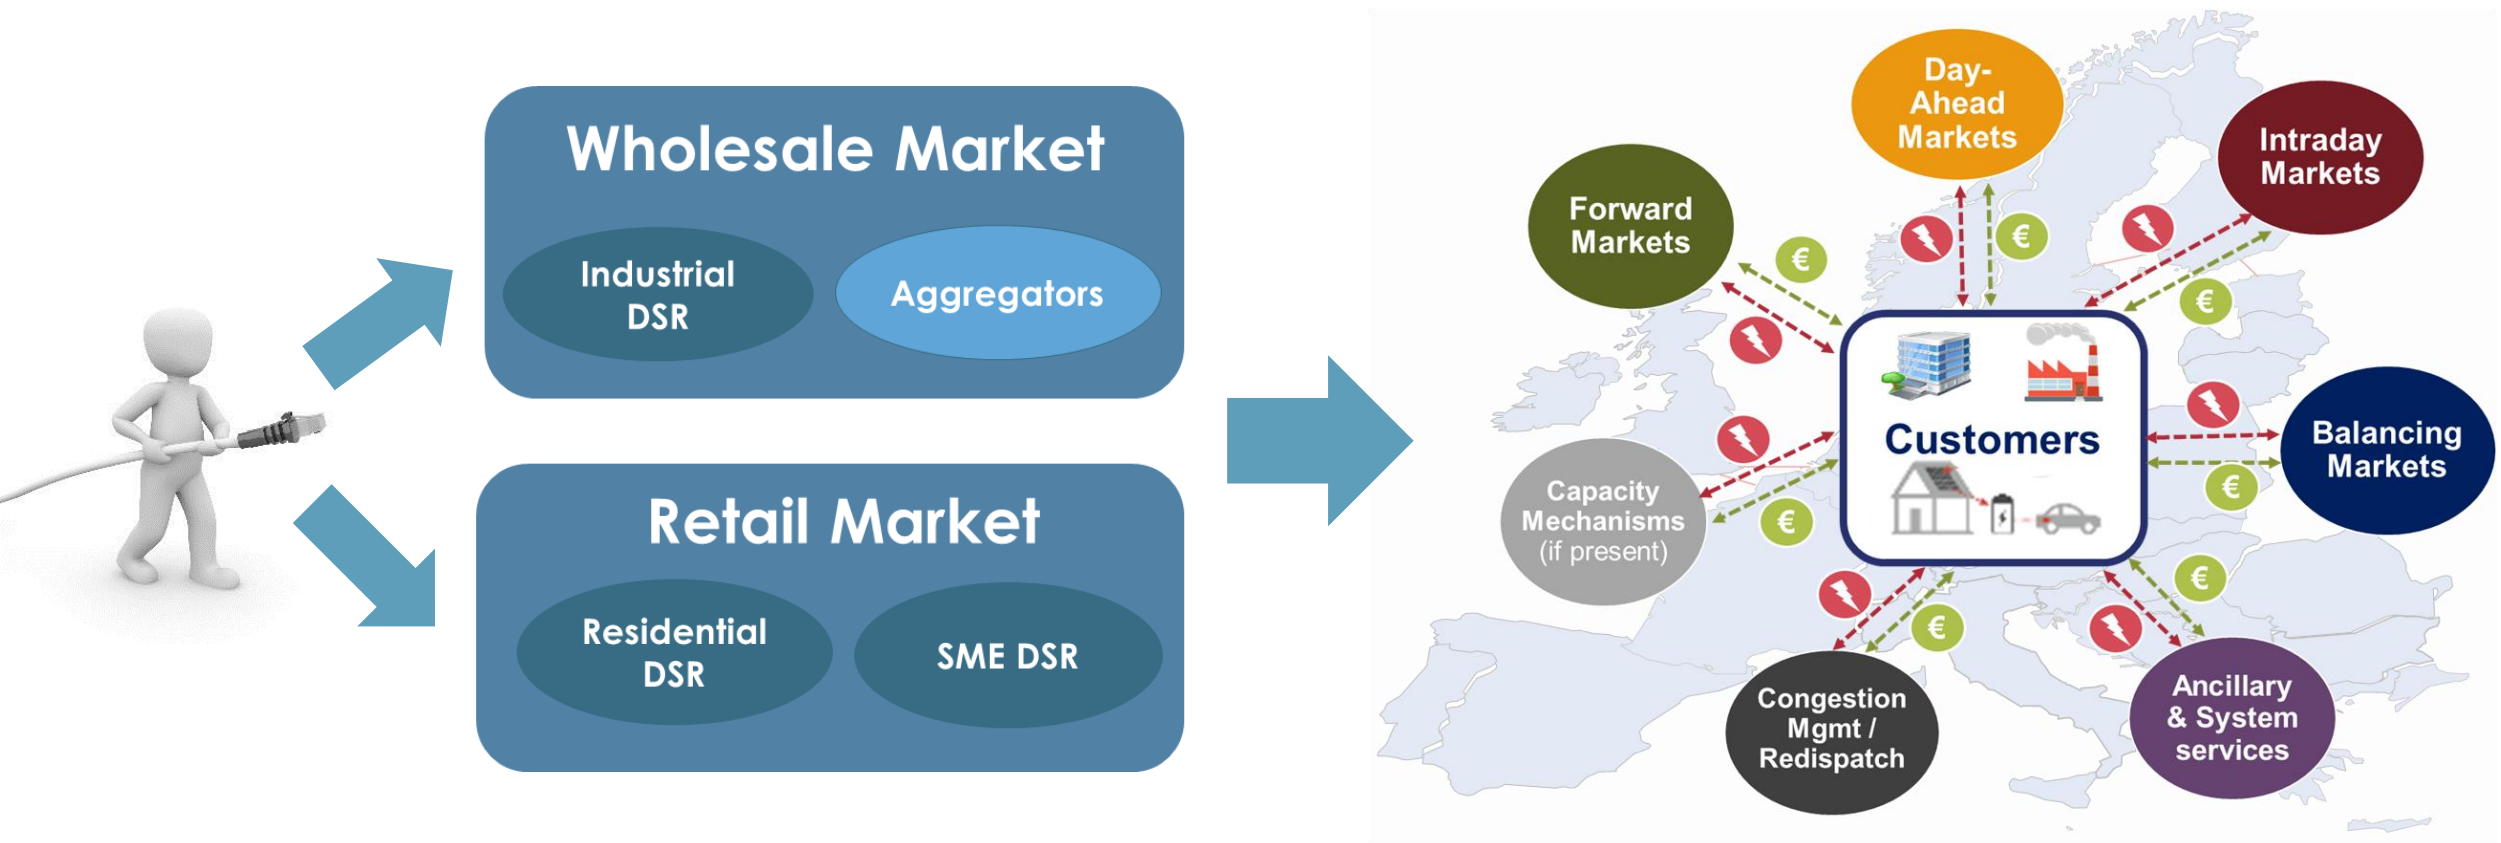 Wholesale Market
Industrial
DSR
Aggregators
Retail Market
Residential
DSR
SME DSR
Day-
Ahead
Markets
Intraday
Markets
Forward
Markets
€
€
€
Customers
Balancing
Markets
€
Capacity
Mechanisms
(if present)
€
€
€
Congestion
Mgmt /
Redispatch
Ancillary
& System
services